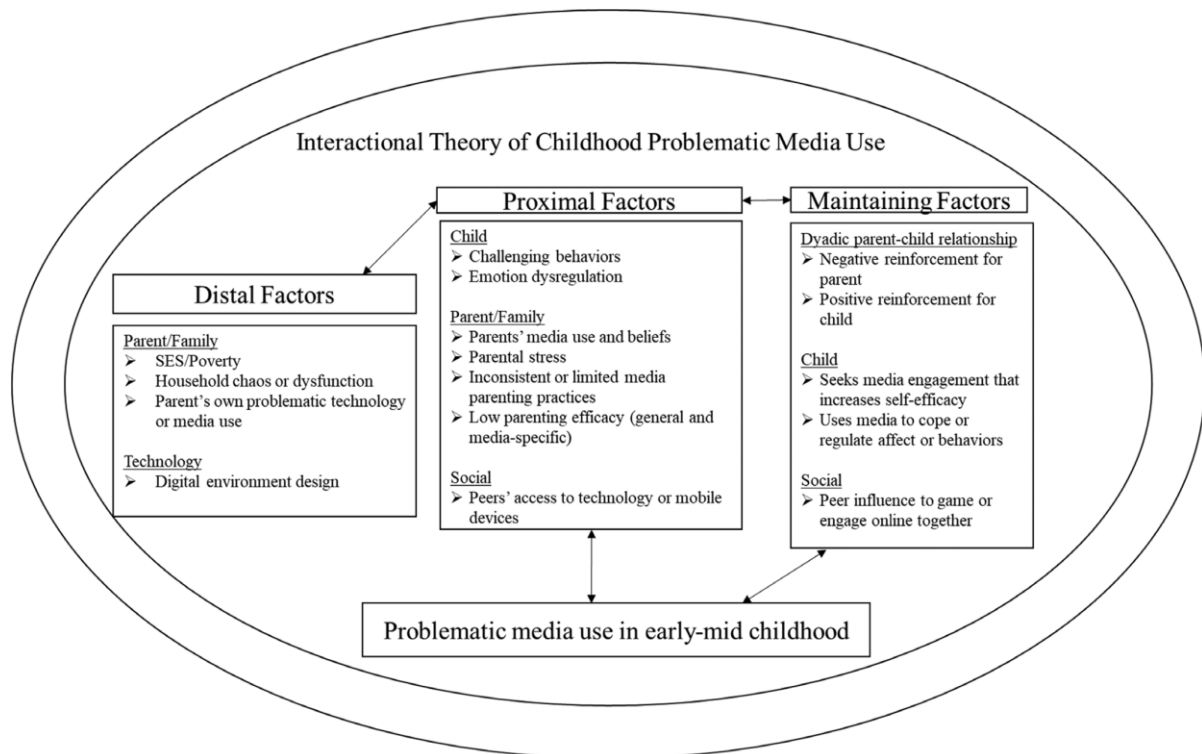 Interactional Theory of Childhood Problematic Media Use
Distal Factors
Parent/Family
➢ SES/Poverty
➢ Household chaos or dysfunction
➢ Parent's own problematic technology
or media use
Technology
➢ Digital environment design
Proximal Factors
Child
➢ Challenging behaviors
➢ Emotion dysregulation
Parent/Family
➢ Parents' media use and beliefs
➢ Parental stress
➢ Inconsistent or limited media
parenting practices
➢ Low parenting efficacy (general and
media-specific)
Social
➢ Peers' access to technology or mobile
devices
Maintaining Factors
Dyadic parent-child relationship
➢ Negative reinforcement for
parent
➢ Positive reinforcement for
child
Child
➢ Seeks media engagement that
increases self-efficacy
➢ Uses media to cope or
regulate affect or behaviors
Social
➢ Peer influence to game or
engage online together
Problematic media use in early-mid childhood